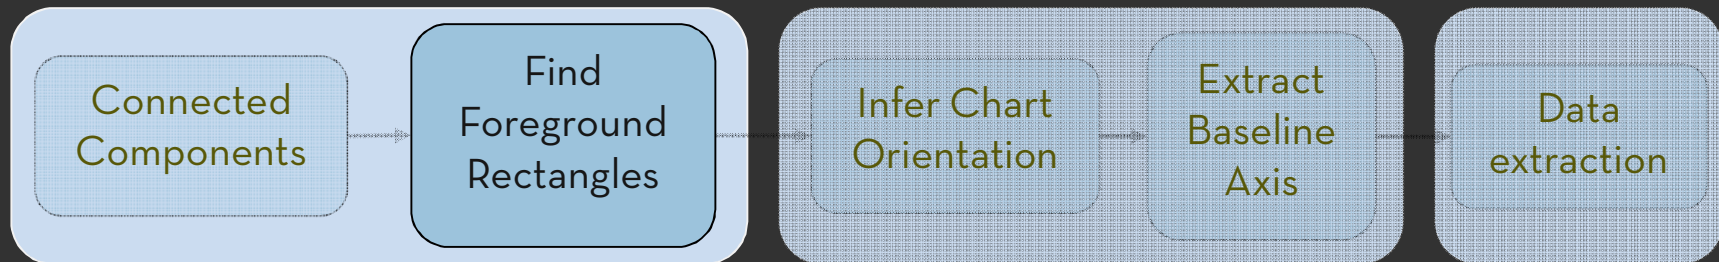 Connected
Components
Find
Foreground
Rectangles
Infer Chart
Orientation
Extract
Baseline
Axis
Data
extraction